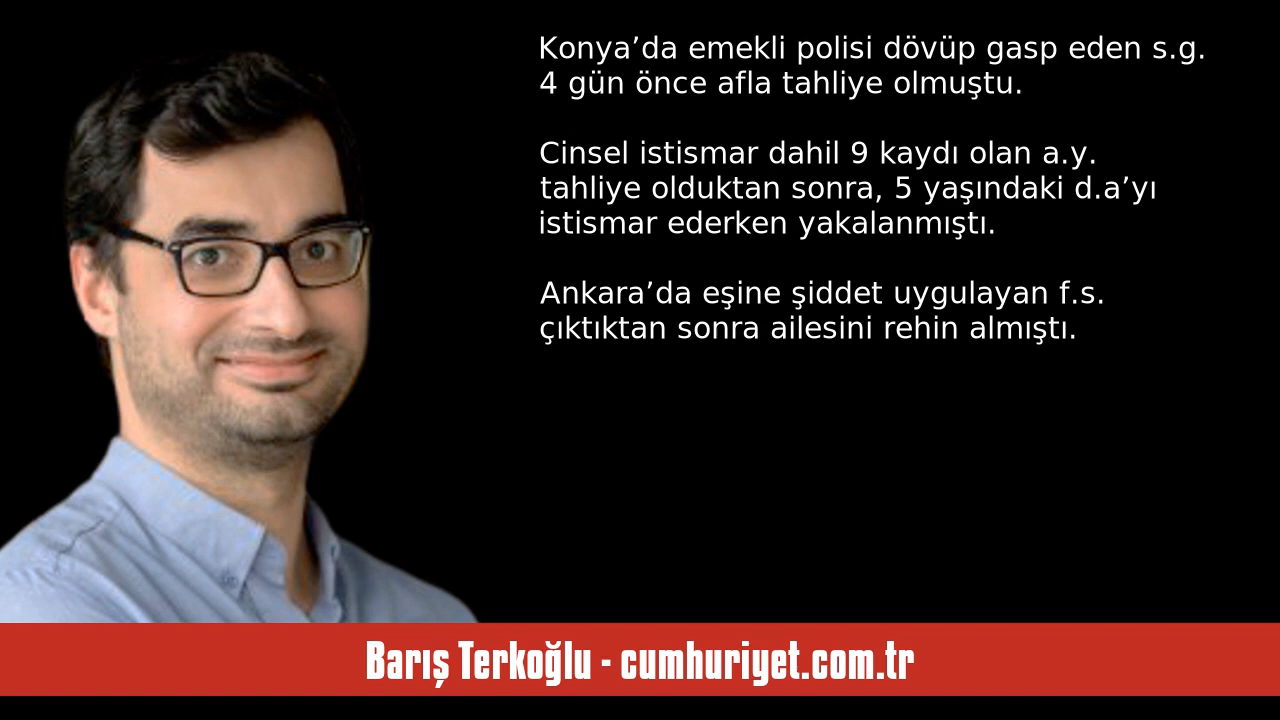 Konya’da emekli polisi dövüp gasp eden s.g.
4 gün önce afla tahliye olmuştu.
Cinsel istismar dahil 9 kaydı olan a.y.
tahliye olduktan sonra, 5 yaşındaki d.a’yı
istismar ederken yakalanmıştı.
Ankara’da eşine şiddet uygulayan f.s.
çıktıktan sonra ailesini rehin almıştı.
Barış Terkoğlu - cumhuriyet.com.tr